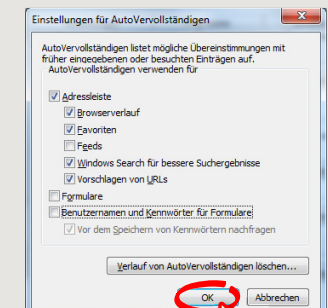 Einstellungen für AutoVervollständigen
AutoVervollständigen listet mögliche Übereinstimmungen mit
früher eingegebenen oder besuchten Einträgen auf.
AutoVervollständigen verwenden für
Adressleiste
Browserverlauf
Favoriten
Feeds
Windows Search für bessere Suchergebnisse
Vorschlagen von URLs
Formulare
Benutzernamen und Kennwörter für Formulare
Vor dem Speichern von Kennwörtern nachfragen
Verlauf von AutoVervollständigen löschen...
OK Abbrechen